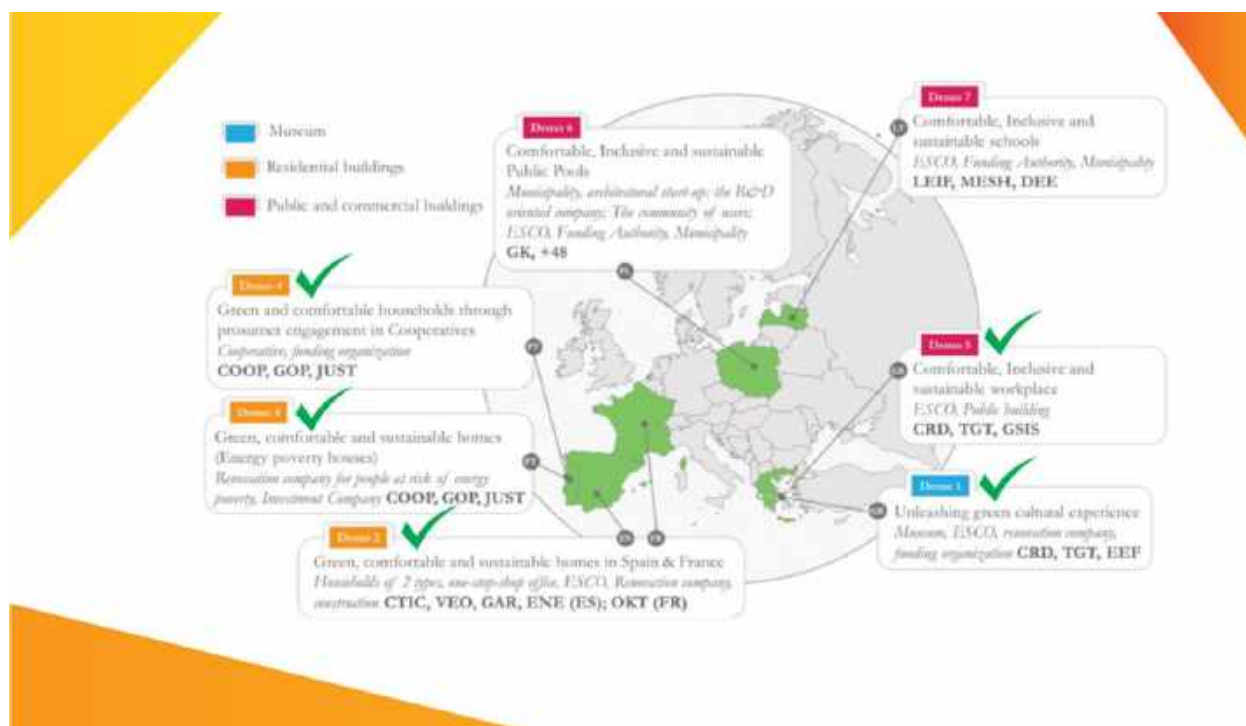 Museum
Residential buildings
Public and commercial buildings
Demo 6
Comfortable, Inclusive and sustainable
Public Pools
Municipality, architectural start-up; the R&D
oriented company; The community of users;
ESCO, Funding Authority, Municipality
GK, +48
Demo 7
Comfortable, Inclusive and
sustainable schools
ESCO, Funding Authority, Municipality
LEIF, MESH, DEE
Demo 4
Green and comfortable households through
prosumer engagement in Cooperatives
Cooperative, funding organization
COOP, GOP, JUST
Demo 3
Green, comfortable and sustainable homes
(Energy poverty houses)
Renovation company for people at risk of energy
poverty, Investment Company COOP, GOP, JUST
Demo 2
Green, comfortable and sustainable homes in Spain & France
Households of 2 types, one-stop-shop office, ESCO, Renovation company,
construction CTIC, VEO, GAR, ENE (ES); OKT (FR)
Demo 5
Comfortable, Inclusive and
sustainable workplace
ESCO, Public building
CRD, TGT, GSIS
Demo 1
Unleashing green cultural experience
Museum, ESCO, renovation company,
funding organization CRD, TGT, EEF
PL
PT
PT
ES
FR
GR
GR